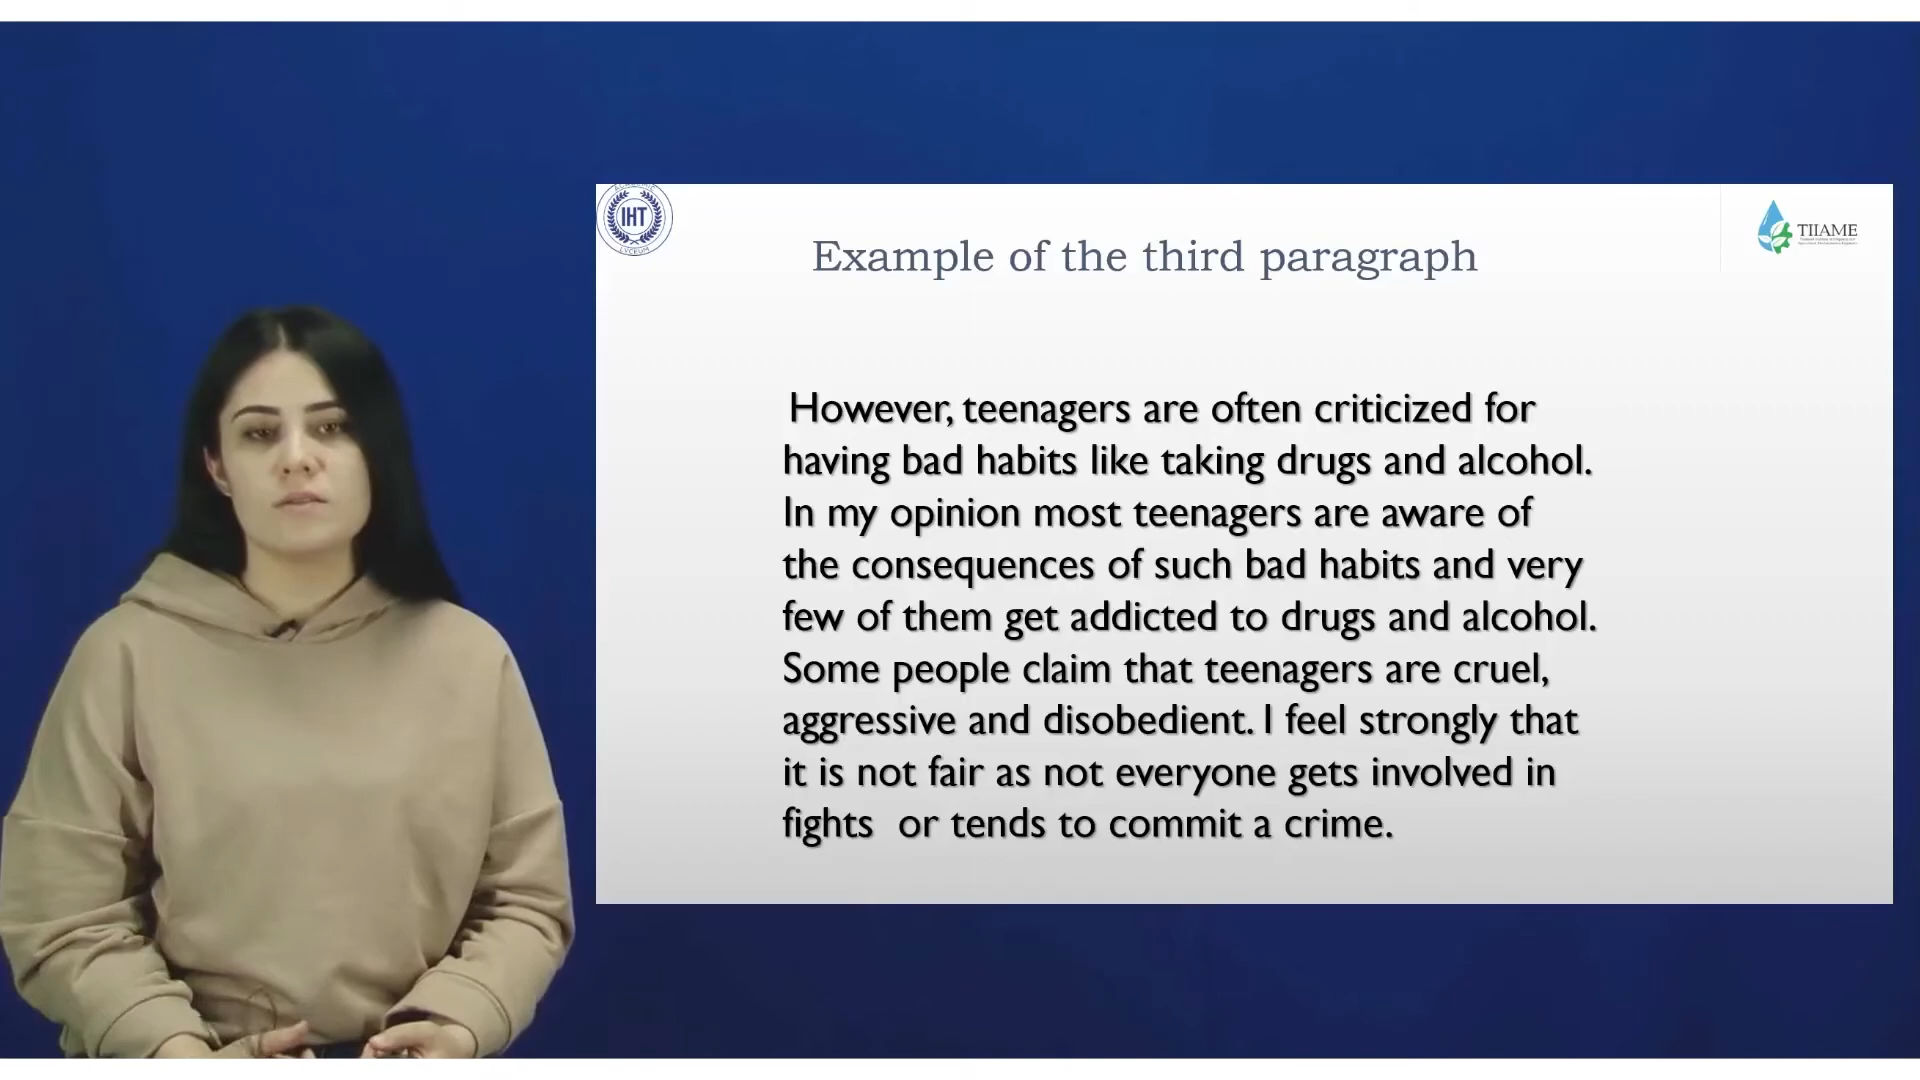 ACADEMIC
IHT
LYCEUM
TIIAME
Example of the third paragraph
However, teenagers are often criticized for
having bad habits like taking drugs and alcohol.
In my opinion most teenagers are aware of
the consequences of such bad habits and very
few of them get addicted to drugs and alcohol.
Some people claim that teenagers are cruel,
aggressive and disobedient. I feel strongly that
it is not fair as not everyone gets involved in
fights  or tends to commit a crime.